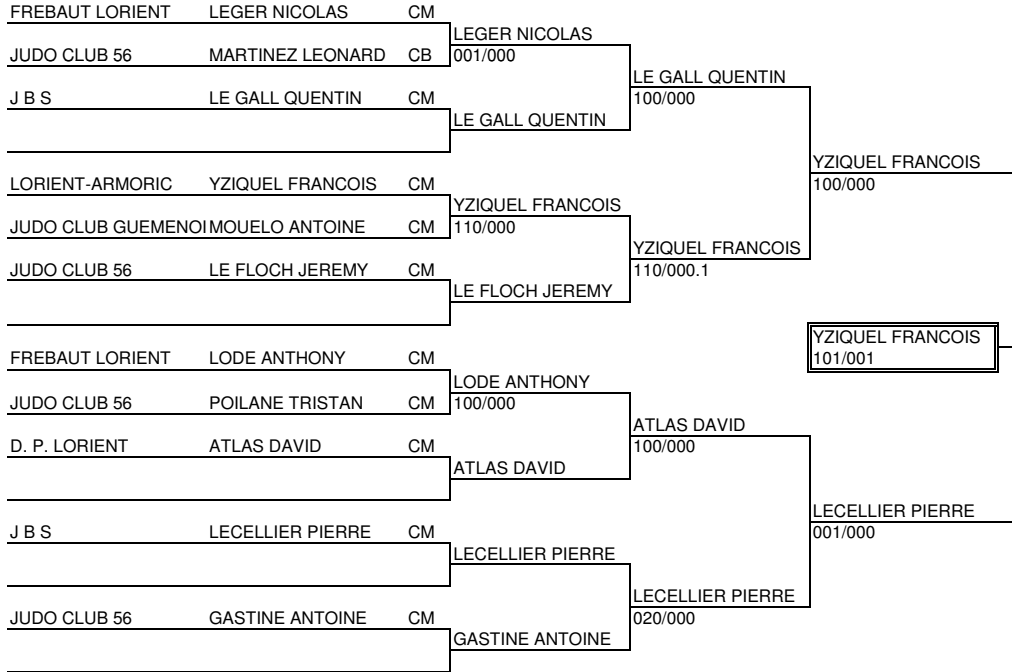 FREBAUT LORIENT LEGER NICOLAS CM
LEGER NICOLAS
JUDO CLUB 56 MARTINEZ LEONARD CB 001/000
LE GALL QUENTIN
J B S LE GALL QUENTIN CM 100/000
LE GALL QUENTIN
YZIQUEL FRANCOIS
LORIENT-ARMORIC YZIQUEL FRANCOIS CM 100/000
YZIQUEL FRANCOIS
JUDO CLUB GUEMENOI MOUELO ANTOINE CM 110/000
YZIQUEL FRANCOIS
JUDO CLUB 56 LE FLOCH JEREMY CM 110/000.1
LE FLOCH JEREMY
YZIQUEL FRANCOIS
FREBAUT LORIENT LODE ANTHONY CM 101/001
LODE ANTHONY
JUDO CLUB 56 POILANE TRISTAN CM 100/000
ATLAS DAVID
D. P. LORIENT ATLAS DAVID CM 100/000
ATLAS DAVID
LECELLIER PIERRE
J B S LECELLIER PIERRE CM 001/000
LECELLIER PIERRE
LECELLIER PIERRE
JUDO CLUB 56 GASTINE ANTOINE CM 020/000
GASTINE ANTOINE